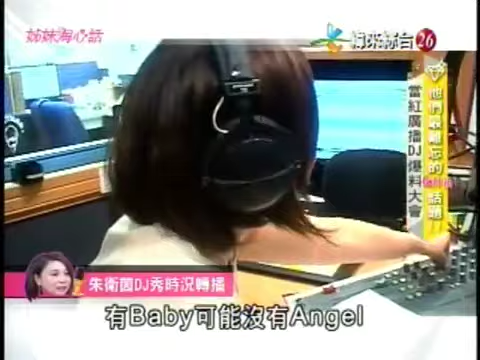 姊妹淘心話
緯來綜台 26
他們最難忘的
話題!!
當紅廣播DJ爆料大會
朱衛茵DJ秀時況轉播
有Baby可能沒有Angel